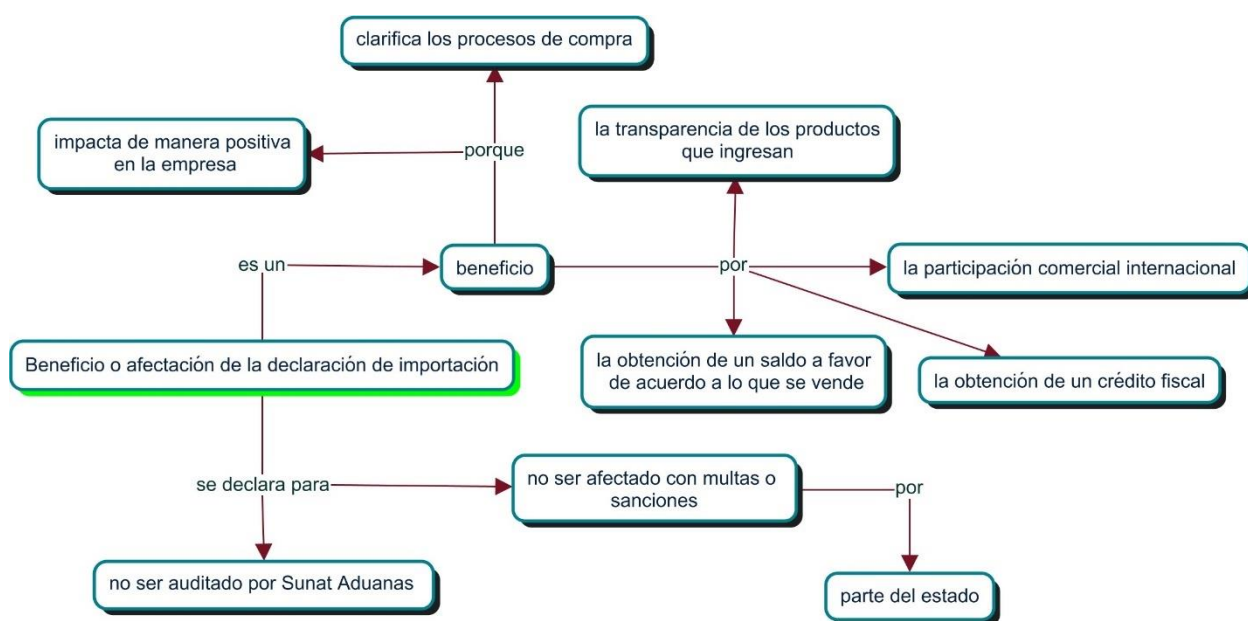 clarifica los procesos de compra
impacta de manera positiva
en la empresa
porque
la transparencia de los productos
que ingresan
es un
beneficio
por
la participación comercial internacional
Beneficio o afectación de la declaración de importación
la obtención de un saldo a favor
de acuerdo a lo que se vende
la obtención de un crédito fiscal
se declara para
no ser afectado con multas o
sanciones
por
no ser auditado por Sunat Aduanas
parte del estado